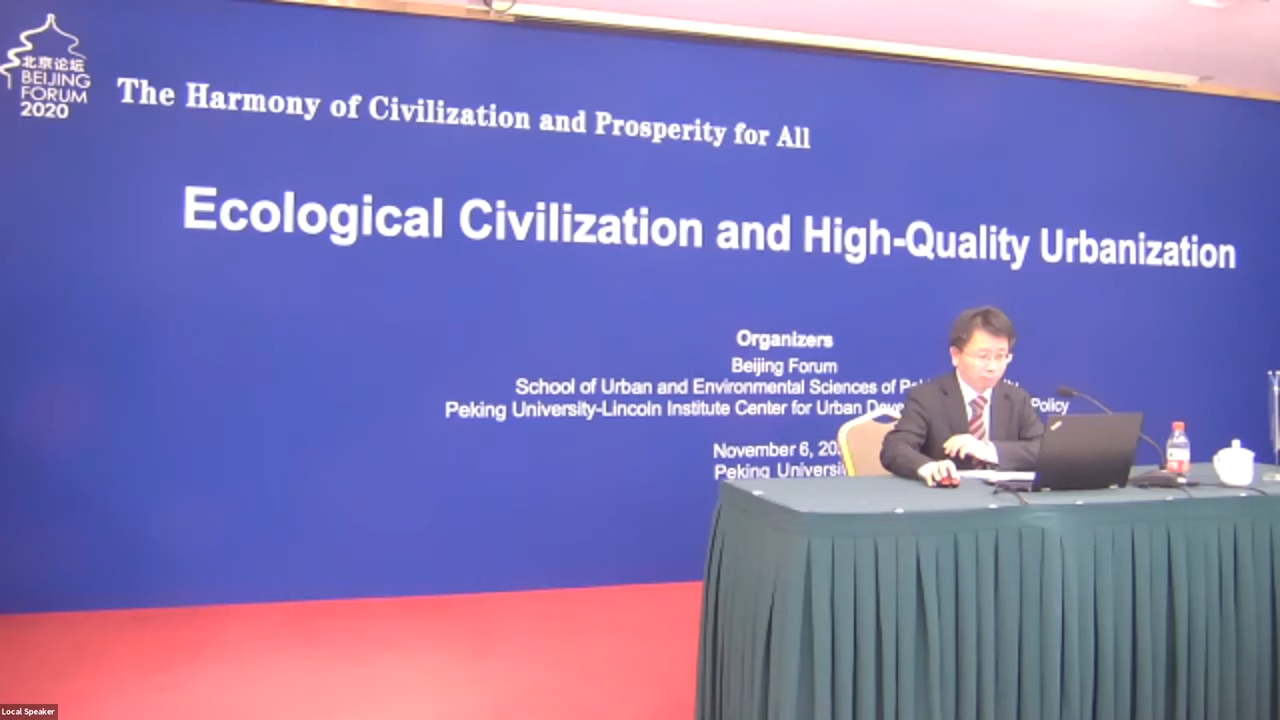 北京论坛
BEIJING
FORUM
2020
The Harmony of Civilization and Prosperity for All
Ecological Civilization and High-Quality Urbanization
Organizers
Beijing Forum
School of Urban and Environmental Sciences of
Peking University-Lincoln Institute Center for Urban Policy
November 6,
Peking
Local Speaker